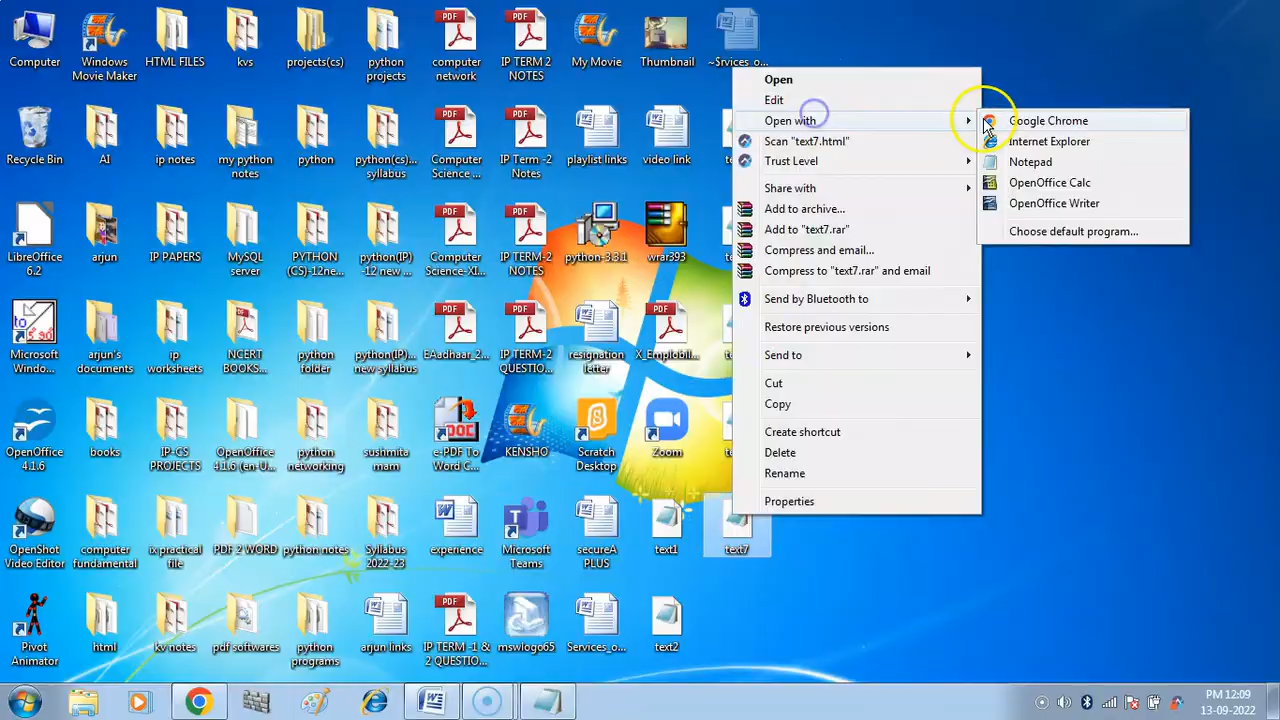 Computer
Windows
Movie Maker
HTML FILES
kvs
projects(cs)
python
projects
computer
network
IP TERM 2
NOTES
My Movie
Thumbnail
~Srvices_o...
Recycle Bin
AI
ip notes
my python
notes
python
python(cs)...
syllabus
Computer
Science ...
IP Term -2
Notes
playlist links
video link
LibreOffice
6.2
arjun
IP PAPERS
MySQL
server
PYTHON
(CS)-12ne...
python(IP)
-12 new ...
Computer
Science-XI...
IP TERM-2
NOTES
python-3.3.1
wrar393
Microsoft
Windo...
arjun's
documents
ip
worksheets
NCERT
BOOKS...
python
folder
python(IP)...
new syllabus
EAadhaar_2...
IP TERM-2
QUESTIO...
resignation
letter
X_Emplobil...
OpenOffice
4.1.6
books
IP-CS
PROJECTS
OpenOffice
4.1.6 (en-U...
python
networking
sushmita
mam
e-PDF To
Word C...
KENSHO
Scratch
Desktop
Zoom
OpenShot
Video Editor
computer
fundamental
ix practical
file
PDF 2 WORD
python notes
Syllabus
2022-23
experience
Microsoft
Teams
secureA
PLUS
text1
text7
Pivot
Animator
html
kv notes
pdf softwares
python
programs
arjun links
IP TERM -1 &
2 QUESTIO...
mswlogo65
Services_o...
text2
Open
Edit
Open with
Scan "text7.html"
Trust Level
Share with
Add to archive...
Add to "text7.rar"
Compress and email...
Compress to "text7.rar" and email
Send by Bluetooth to
Restore previous versions
Send to
Cut
Copy
Create shortcut
Delete
Rename
Properties
Google Chrome
Internet Explorer
Notepad
OpenOffice Calc
OpenOffice Writer
Choose default program...
PM 12:09
13-09-2022